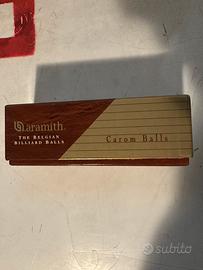 aramith
THE BELGIAN
BILLIARD BALLS
Carom Balls
subito